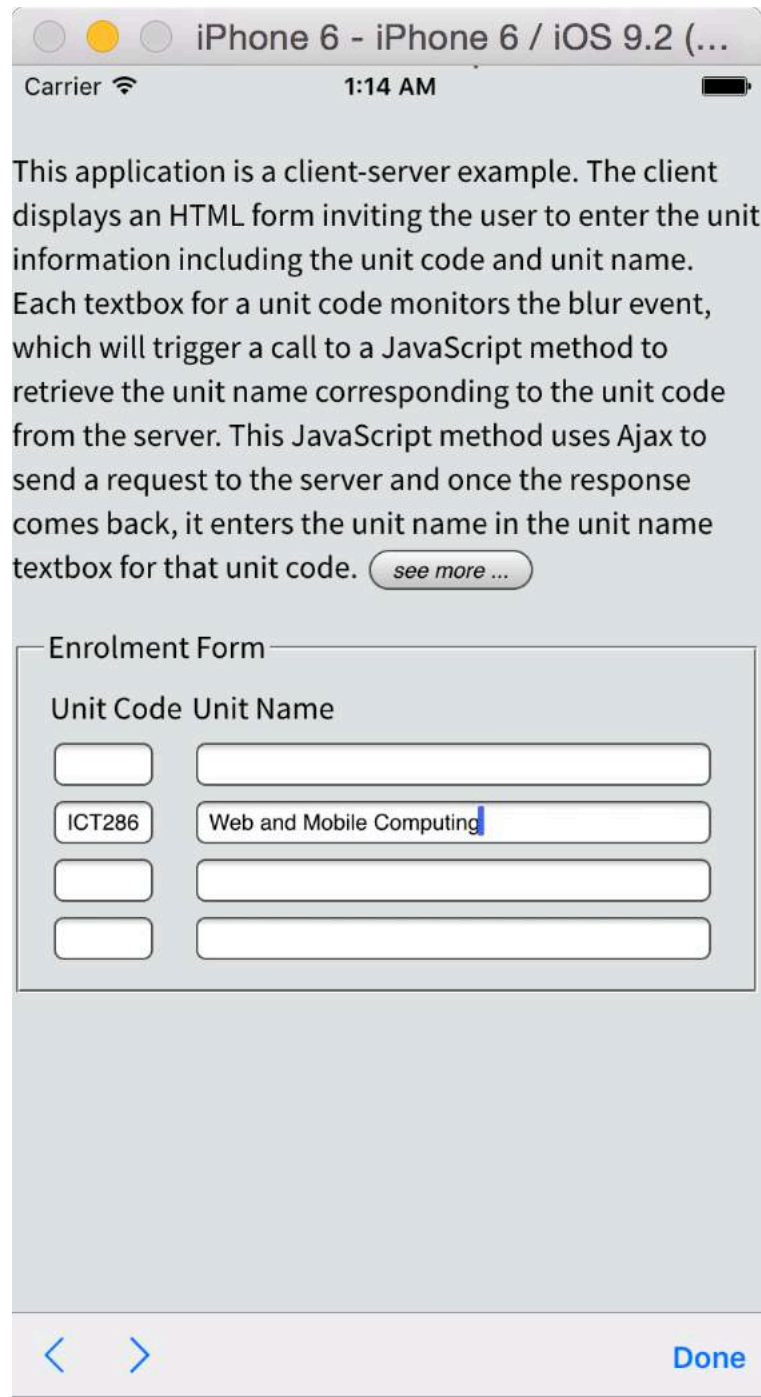 iPhone 6 - iPhone 6 / iOS 9.2 (...
Carrier 1:14 AM
This application is a client-server example. The client
displays an HTML form inviting the user to enter the unit
information including the unit code and unit name.
Each textbox for a unit code monitors the blur event,
which will trigger a call to a JavaScript method to
retrieve the unit name corresponding to the unit code
from the server. This JavaScript method uses Ajax to
send a request to the server and once the response
comes back, it enters the unit name in the unit name
textbox for that unit code. see more ...
Enrolment Form
Unit Code Unit Name
ICT286 Web and Mobile Computing
Done